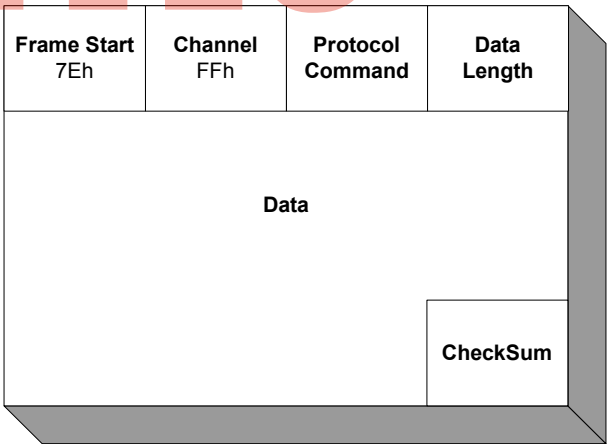 Frame Start
7Eh
Channel
FFh
Protocol
Command
Data
Length
Data
CheckSum